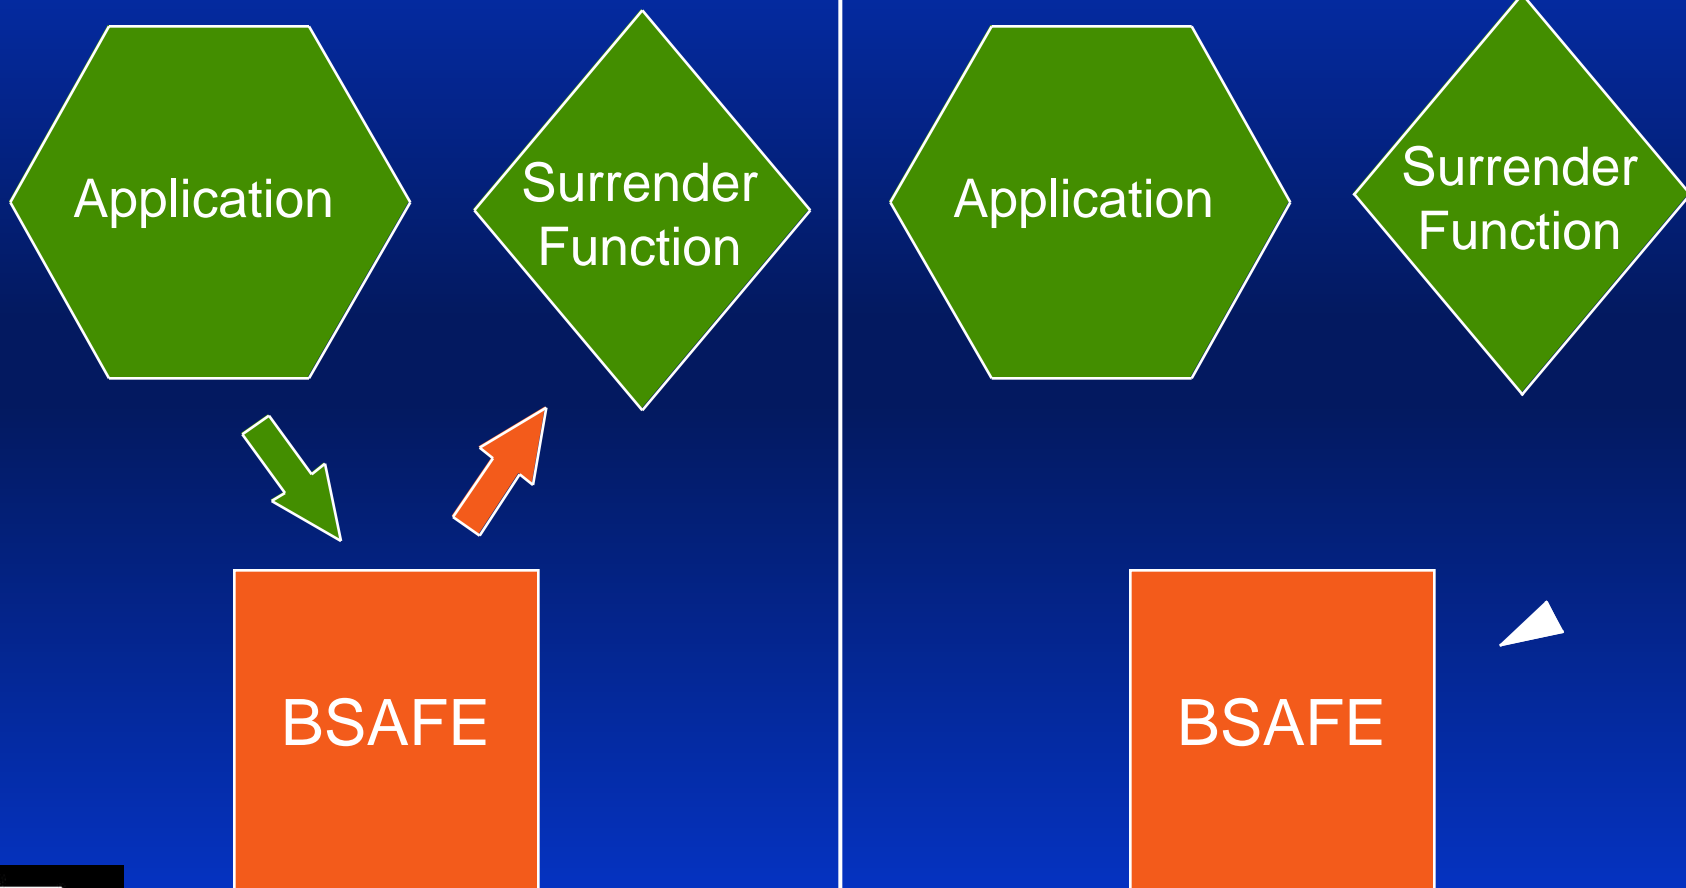 Application
Surrender
Function
BSAFE
Application
Surrender
Function
BSAFE